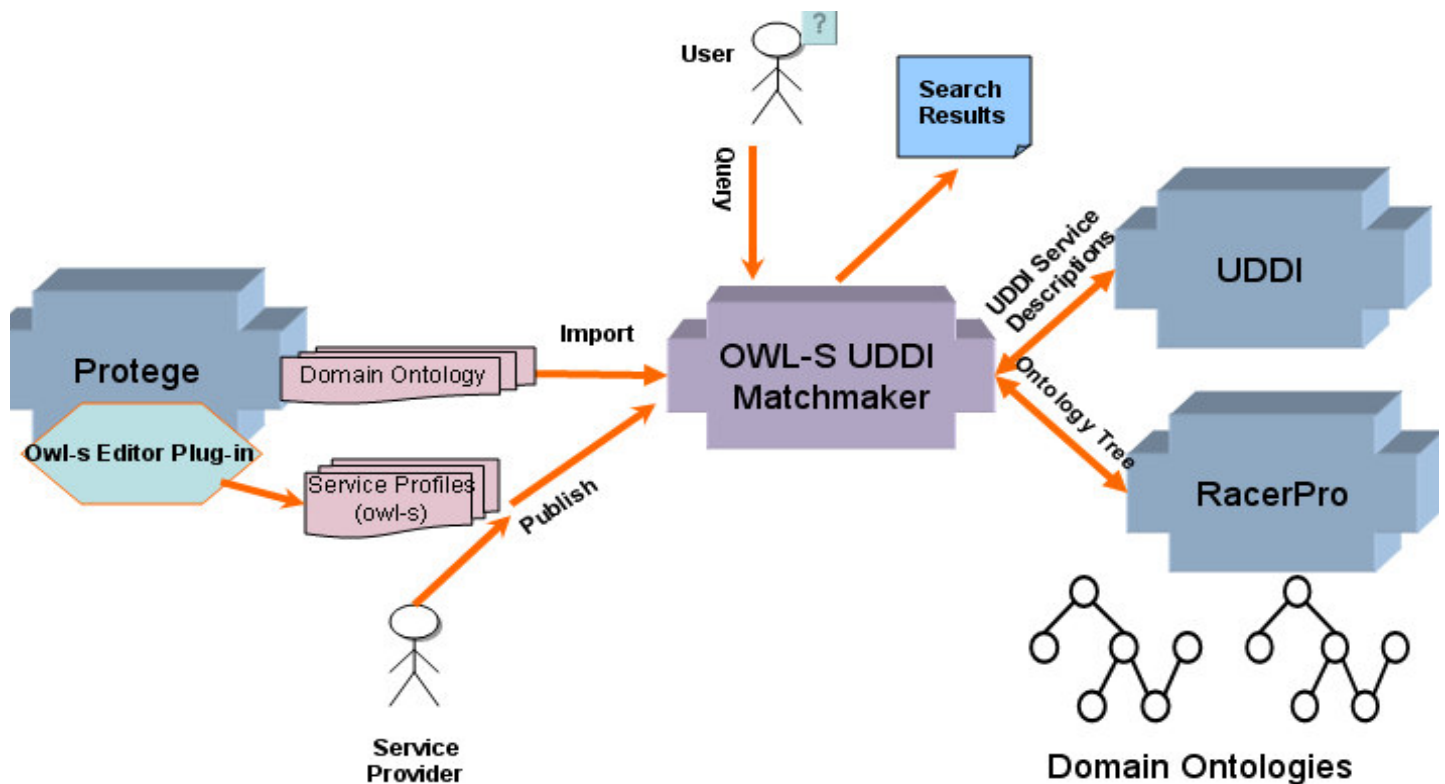 ?
User
Search
Results
Query
UDDI Service
Descriptions
UDDI
Import
Protege
Domain Ontology
OWL-S UDDI
Matchmaker
Ontology Tree
Owl-s Editor Plug-in
Service Profiles
(owl-s)
Publish
RacerPro
Service
Provider
Domain Ontologies